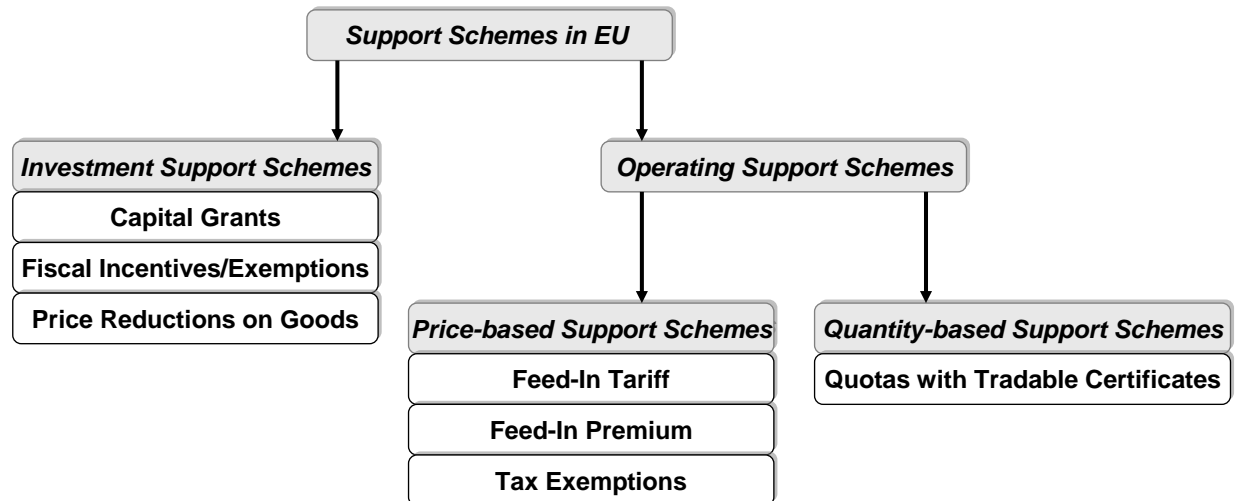 Support Schemes in EU
Investment Support Schemes
Capital Grants
Fiscal Incentives/Exemptions
Price Reductions on Goods
Operating Support Schemes
Price-based Support Schemes
Feed-In Tariff
Feed-In Premium
Tax Exemptions
Quantity-based Support Schemes
Quotas with Tradable Certificates